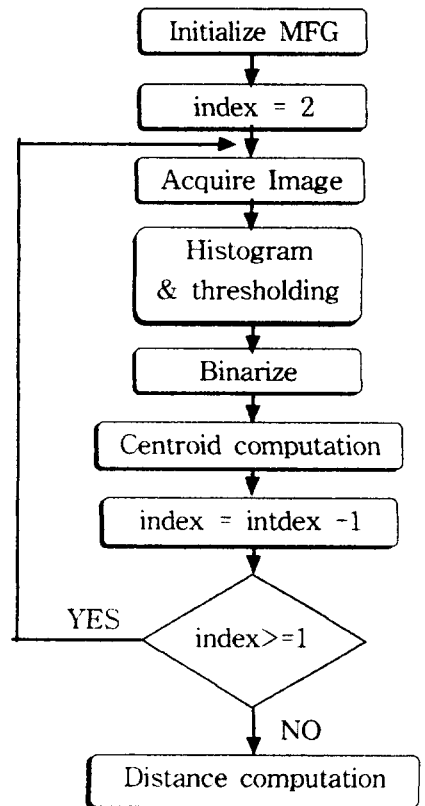 Initialize MFG
index = 2
Acquire Image
Histogram
& thresholding
Binarize
Centroid computation
index = intdex -1
index>=1
YES
NO
Distance computation